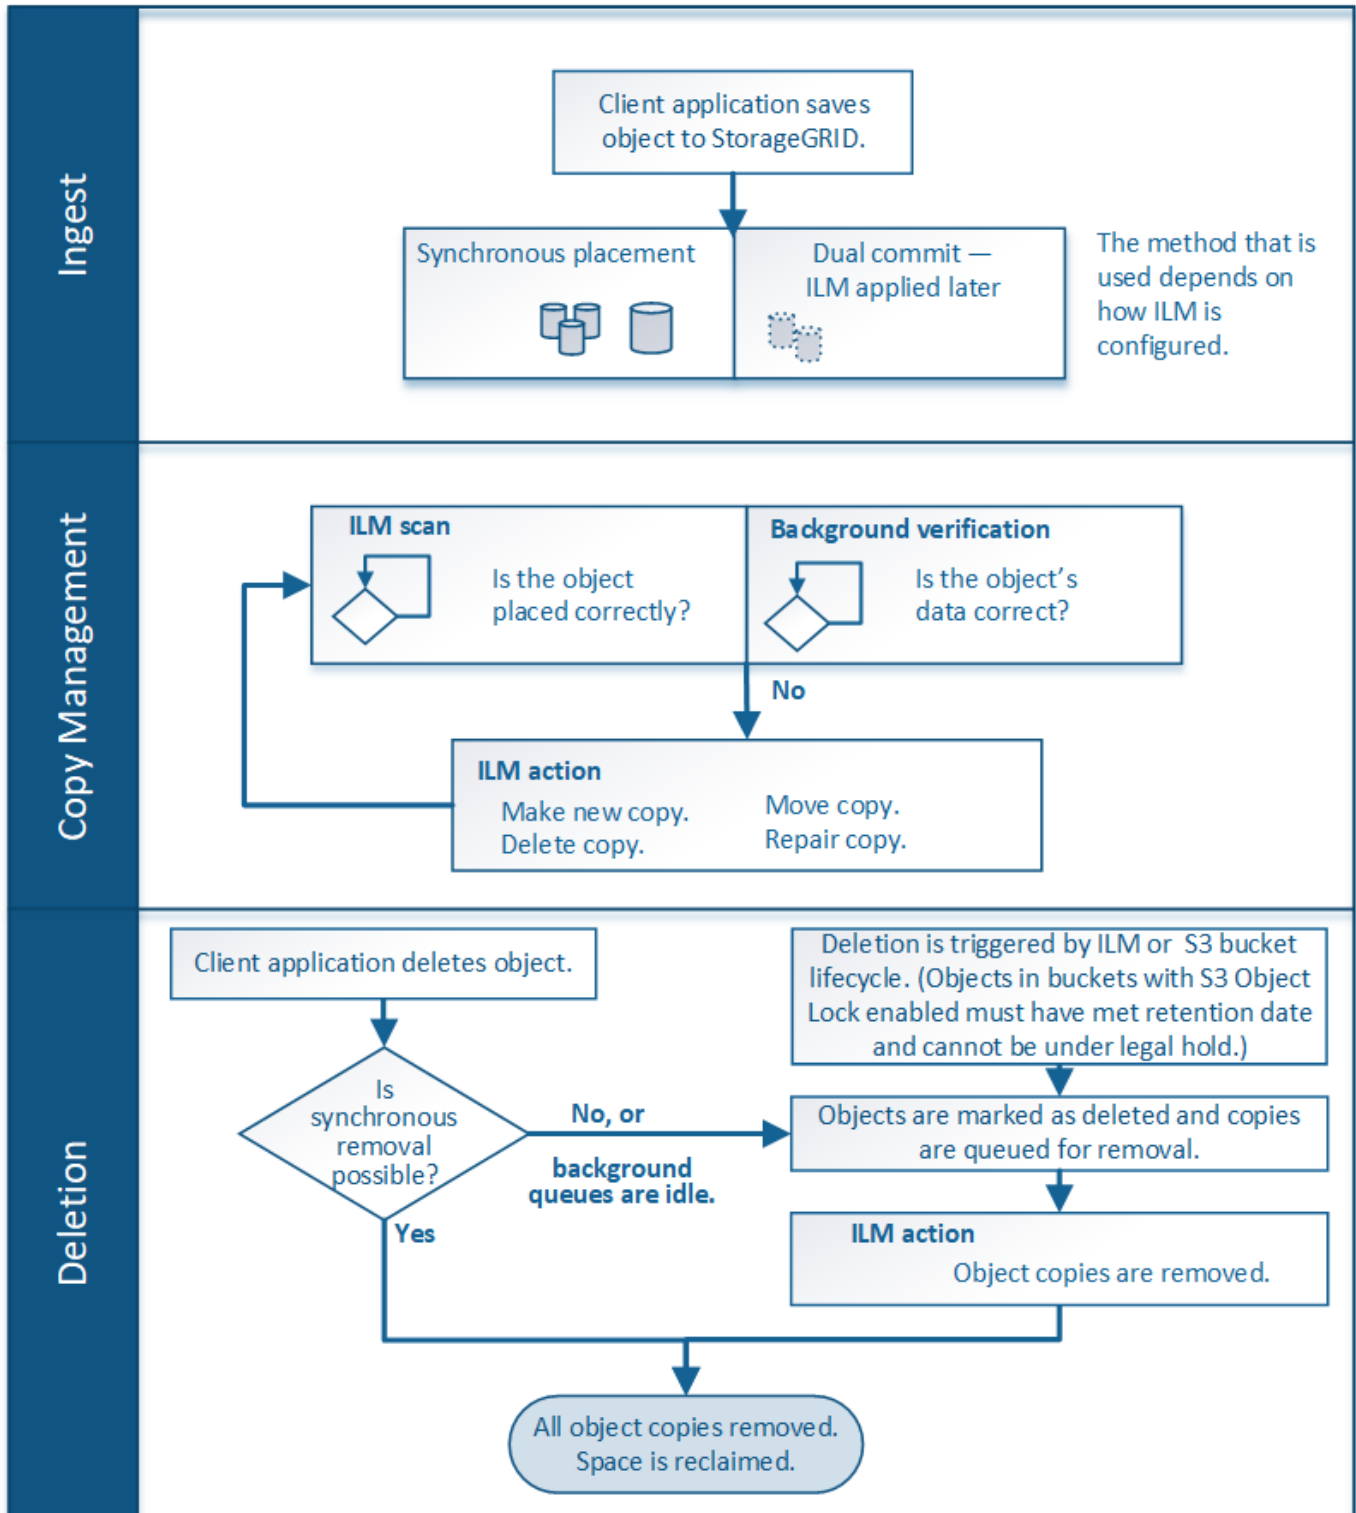 Ingest
Client application saves
object to StorageGRID.
Synchronous placement
Dual commit —
ILM applied later
The method that is
used depends on
how ILM is
configured.
Copy Management
ILM scan
Is the object
placed correctly?
Background verification
Is the object's
data correct?
No
ILM action
Make new copy.
Delete copy.
Move copy.
Repair copy.
Deletion
Client application deletes object.
Is
synchronous
removal
possible?
No, or
background
queues are idle.
Yes
Deletion is triggered by ILM or S3 bucket
lifecycle. (Objects in buckets with S3 Object
Lock enabled must have met retention date
and cannot be under legal hold.)
Objects are marked as deleted and copies
are queued for removal.
ILM action
Object copies are removed.
All object copies removed.
Space is reclaimed.